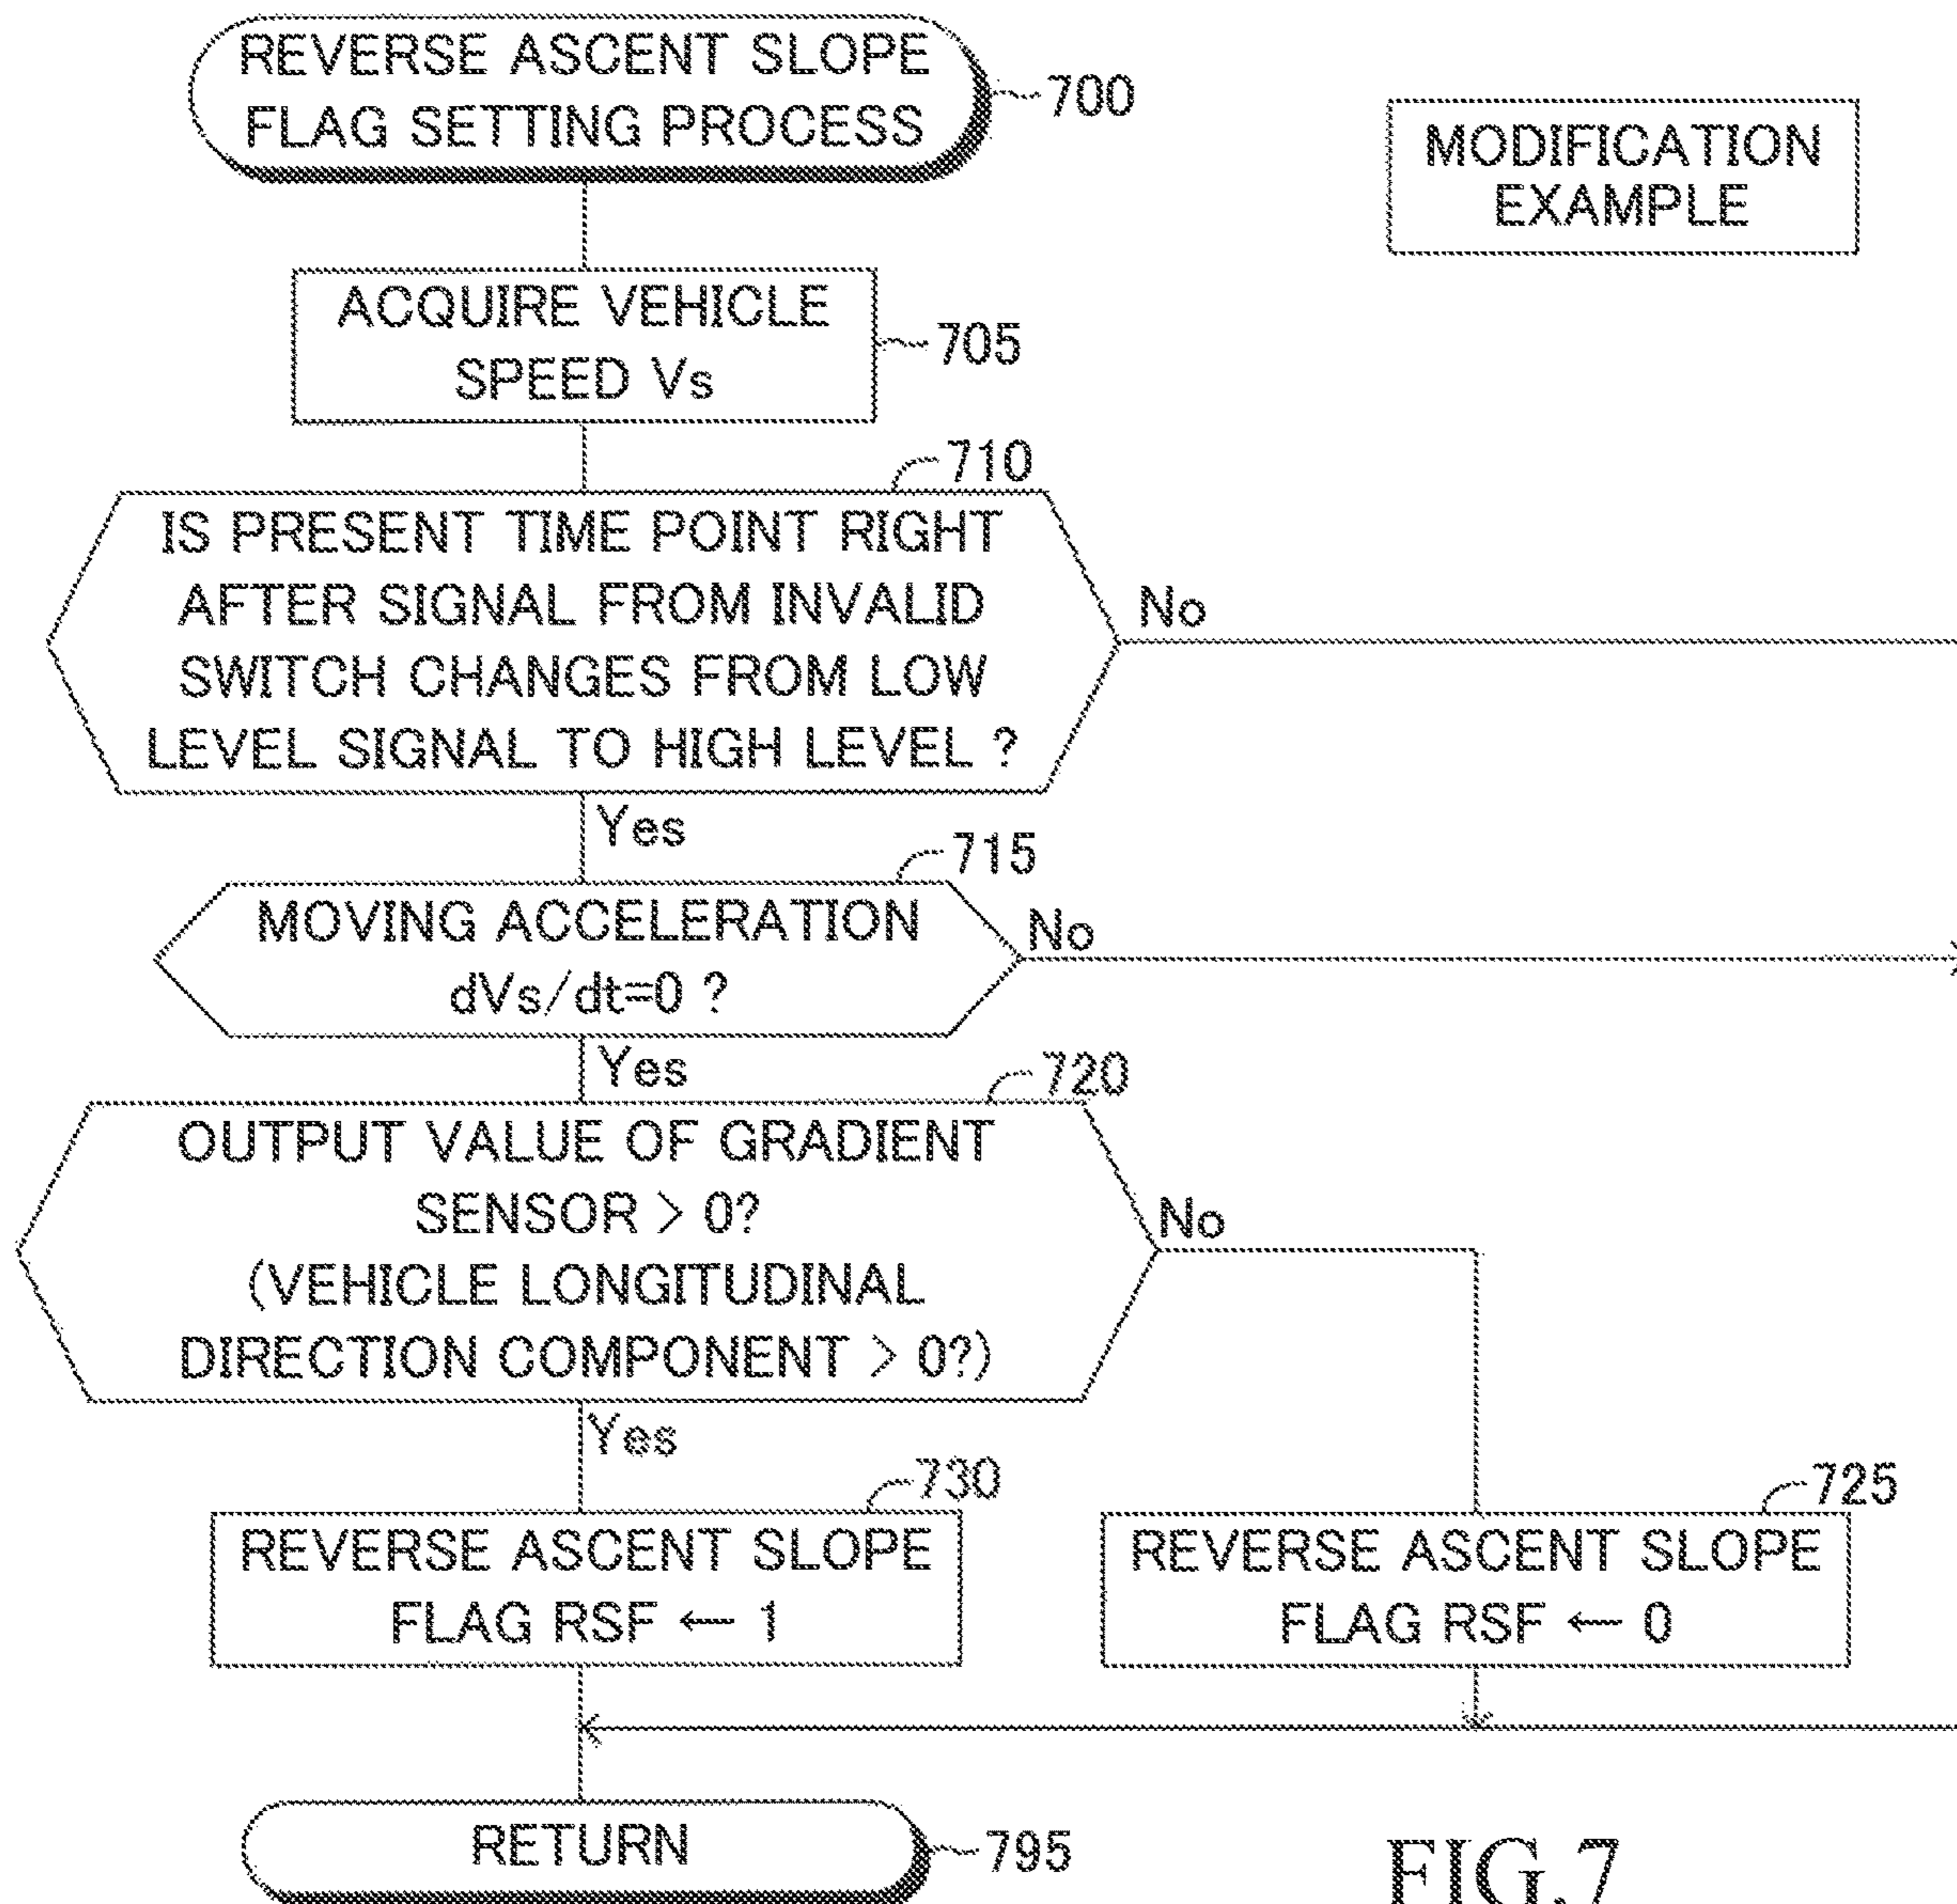 REVERSE ASCENT SLOPE
FLAG SETTING PROCESS
700
MODIFICATION
EXAMPLE
ACQUIRE VEHICLE
SPEED Vs
705
710
IS PRESENT TIME POINT RIGHT
AFTER SIGNAL FROM INVALID
SWITCH CHANGES FROM LOW
LEVEL SIGNAL TO HIGH LEVEL ?
No
Yes
715
MOVING ACCELERATION
dVs/dt=0 ?
No
Yes
720
OUTPUT VALUE OF GRADIENT
SENSOR > 0?
(VEHICLE LONGITUDINAL
DIRECTION COMPONENT > 0?)
No
Yes
730
REVERSE ASCENT SLOPE
FLAG RSF ← 1
725
REVERSE ASCENT SLOPE
FLAG RSF ← 0
RETURN
795
FIG.7